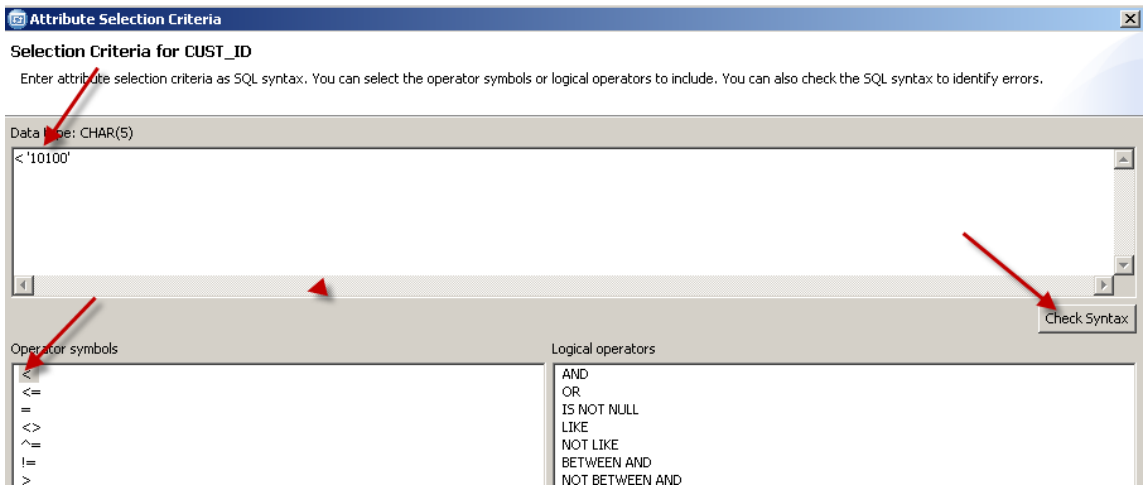 Attribute Selection Criteria
Selection Criteria for CUST_ID
Enter attribute selection criteria as SQL syntax. You can select the operator symbols or logical operators to include. You can also check the SQL syntax to identify errors.
Data type: CHAR(5)
< '10100'
Check Syntax
Operator symbols
Logical operators
<
<=
=
<>
^=
!=
>
AND
OR
IS NOT NULL
LIKE
NOT LIKE
BETWEEN AND
NOT BETWEEN AND